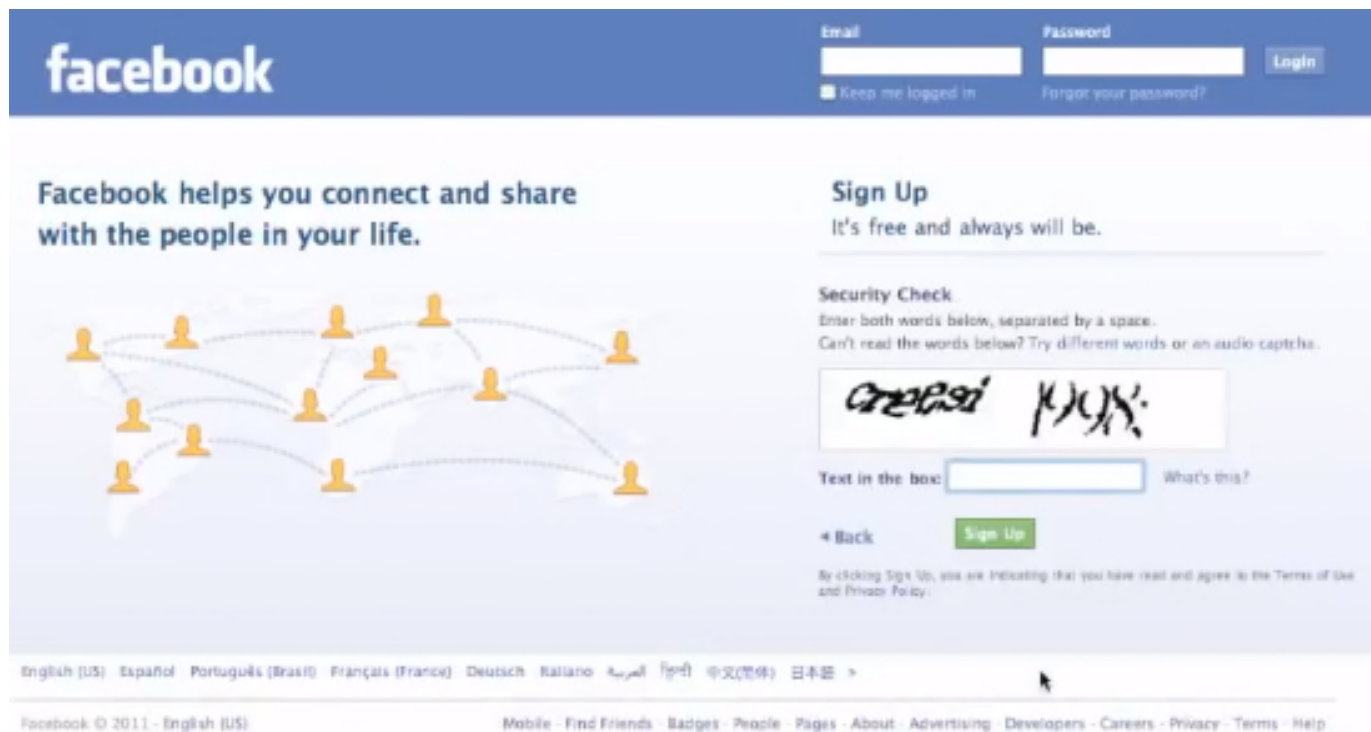 facebook
Email
Password
Login
Keep me logged in
Forgot your password?
Facebook helps you connect and share
with the people in your life.
Sign Up
It's free and always will be.
Security Check
Enter both words below, separated by a space.
Can't read the words below? Try different words or an audio captcha.
Text in the box:
What's this?
Back
Sign Up
By clicking Sign Up, you are indicating that you have read and agree to the Terms of Use
and Privacy Policy.
English (US) Español Português (Brasil) Français (France) Deutsch Italiano العربية हिन्दी 中文(简体) 日本語 »
Facebook © 2011 · English (US)
Mobile · Find Friends · Badges · People · Pages · About · Advertising · Developers · Careers · Privacy · Terms · Help